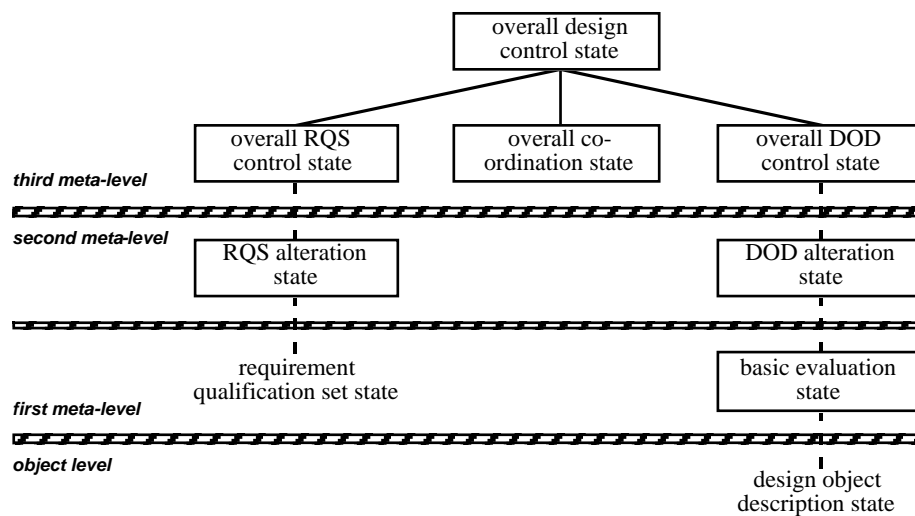 overall design
control state
overall RQS
control state
overall co-
ordination state
overall DOD
control state
third meta-level
second meta-level
RQS alteration
state
DOD alteration
state
requirement
qualification set state
basic evaluation
state
first meta-level
object level
design object
description state